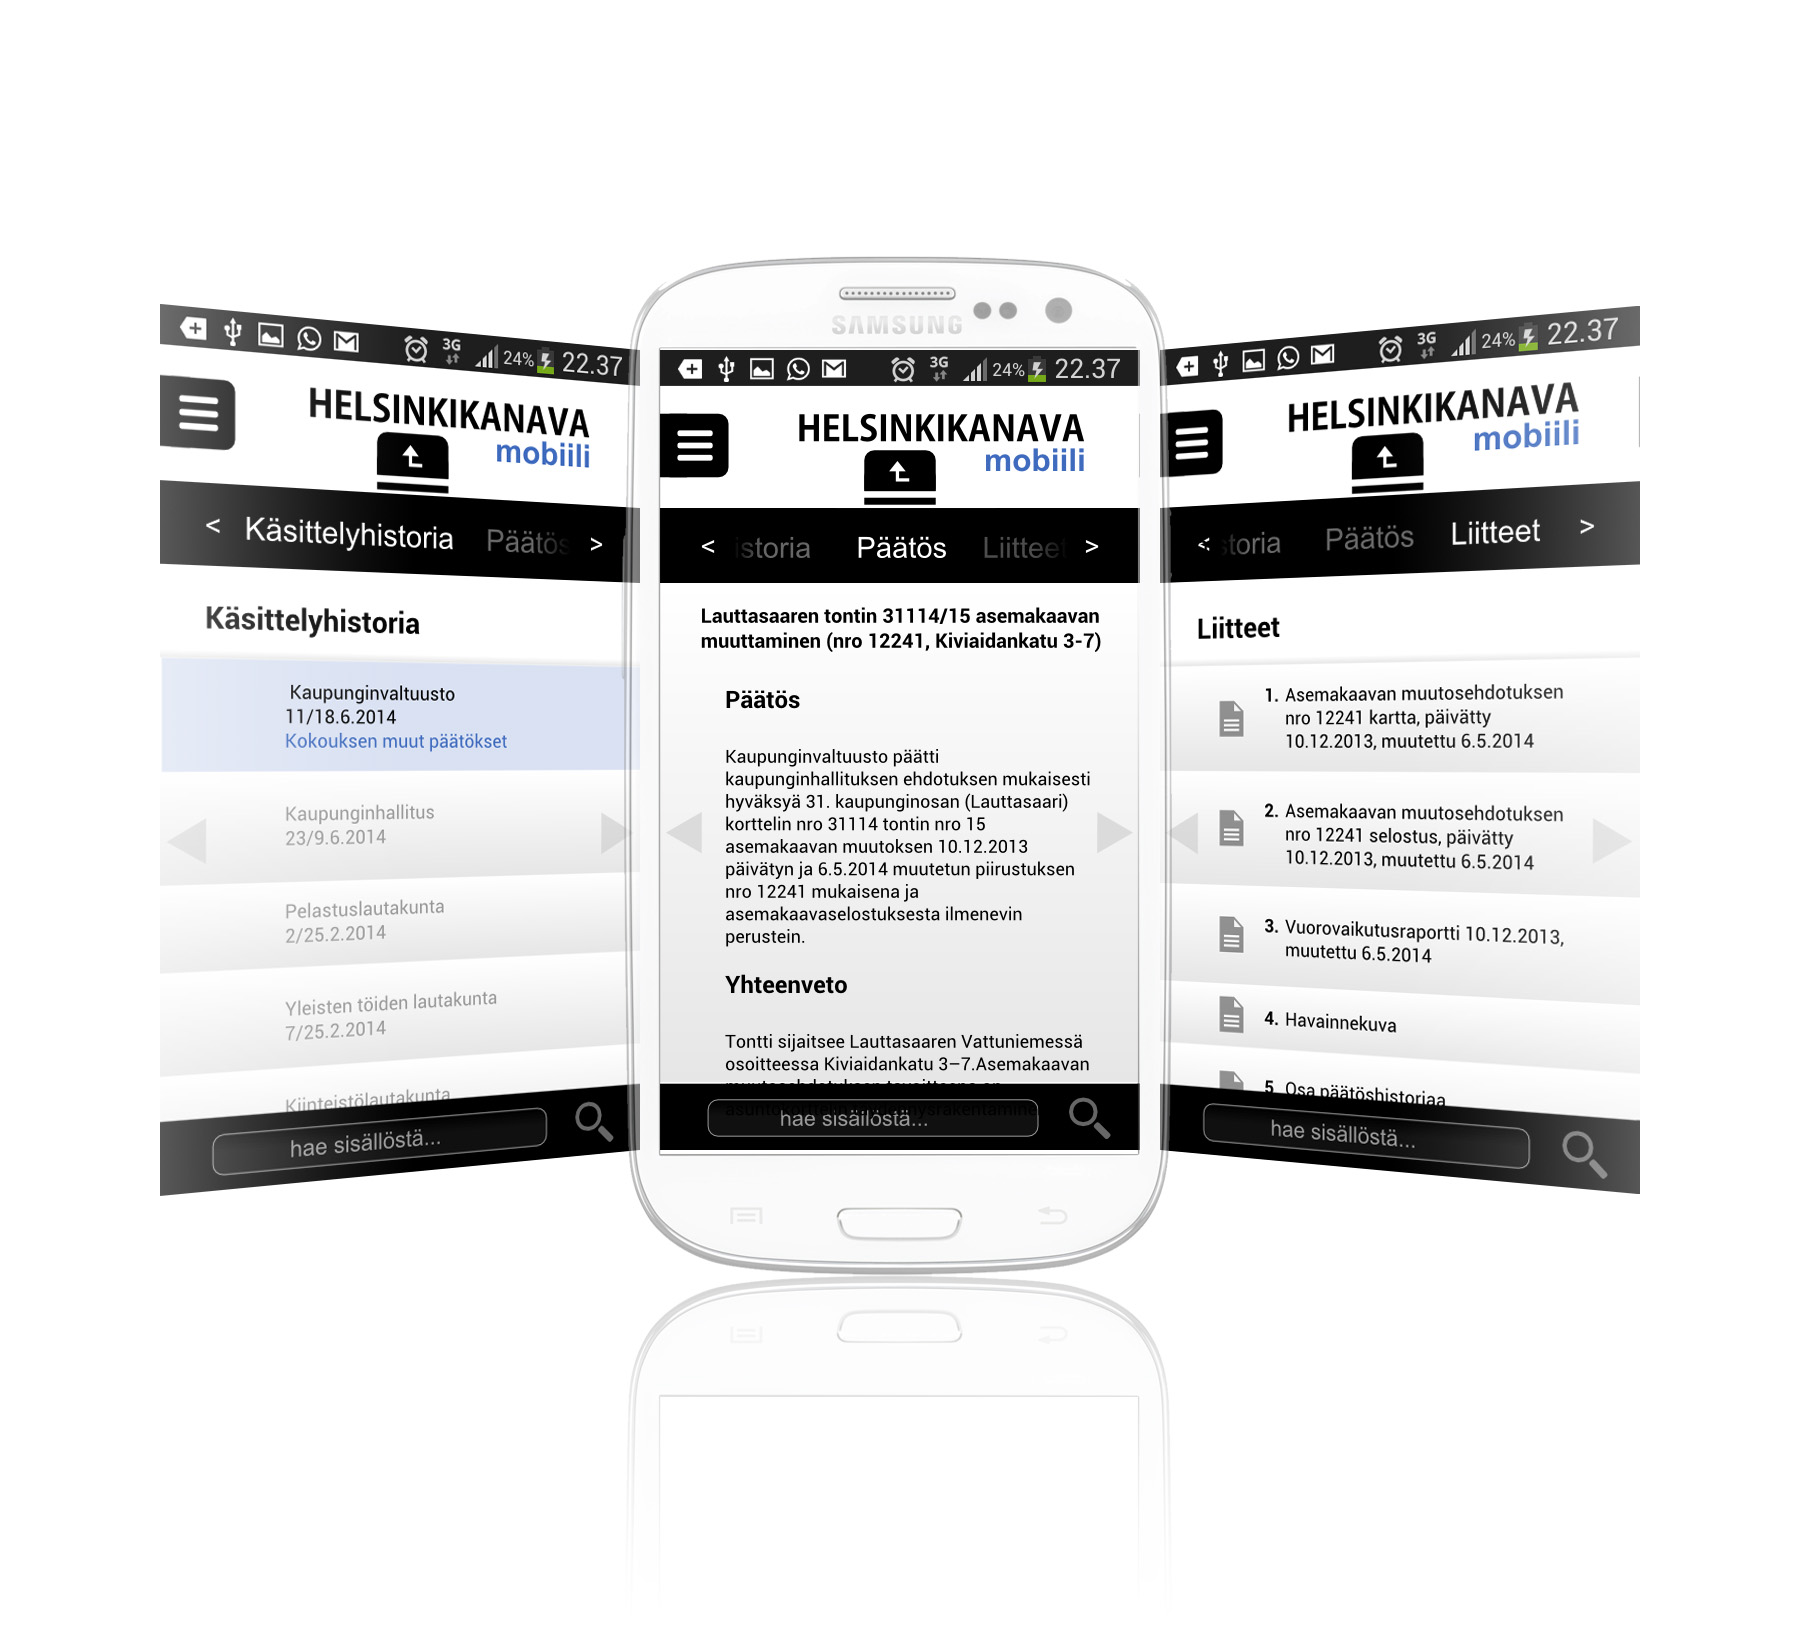 24% 22.37
HELSINKIKANAVA
mobiili
< Käsittelyhistoria Päätös >
Käsittelyhistoria
Kaupunginvaltuusto
11/18.6.2014
Kokouksen muut päätökset
Kaupunginhallitus
23/9.6.2014
Pelastuslautakunta
2/25.2.2014
Yleisten töiden lautakunta
7/25.2.2014
Kiinteistölautakunta
hae sisällöstä...
SAMSUNG
3G 24% 22.37
HELSINKIKANAVA
mobiili
< istoria Päätös Liitteet >
Lauttasaaren tontin 31114/15 asemakaavan
muuttaminen (nro 12241, Kiviaidankatu 3-7)
Päätös
Kaupunginvaltuusto päätti
kaupunginhallituksen ehdotuksen mukaisesti
hyväksyä 31. kaupunginosan (Lauttasaari)
korttelin nro 31114 tontin nro 15
asemakaavan muutoksen 10.12.2013
päivätyn ja 6.5.2014 muutetun piirustuksen
nro 12241 mukaisena ja
asemakaavaselostuksesta ilmenevin
perustein.
Yhteenveto
Tontti sijaitsee Lauttasaaren Vattuniemessä
osoitteessa Kiviaidankatu 3–7.Asemakaavan
hae sisällöstä...
3G 24% 22.37
HELSINKIKANAVA
mobiili
< storia Päätös Liitteet >
Liitteet
1. Asemakaavan muutosehdotuksen
nro 12241 kartta, päivätty
10.12.2013, muutettu 6.5.2014
2. Asemakaavan muutosehdotuksen
nro 12241 selostus, päivätty
10.12.2013, muutettu 6.5.2014
3. Vuorovaikutusraportti 10.12.2013,
muutettu 6.5.2014
4. Havainnekuva
5. Osa päätöshistoriaa
hae sisällöstä...